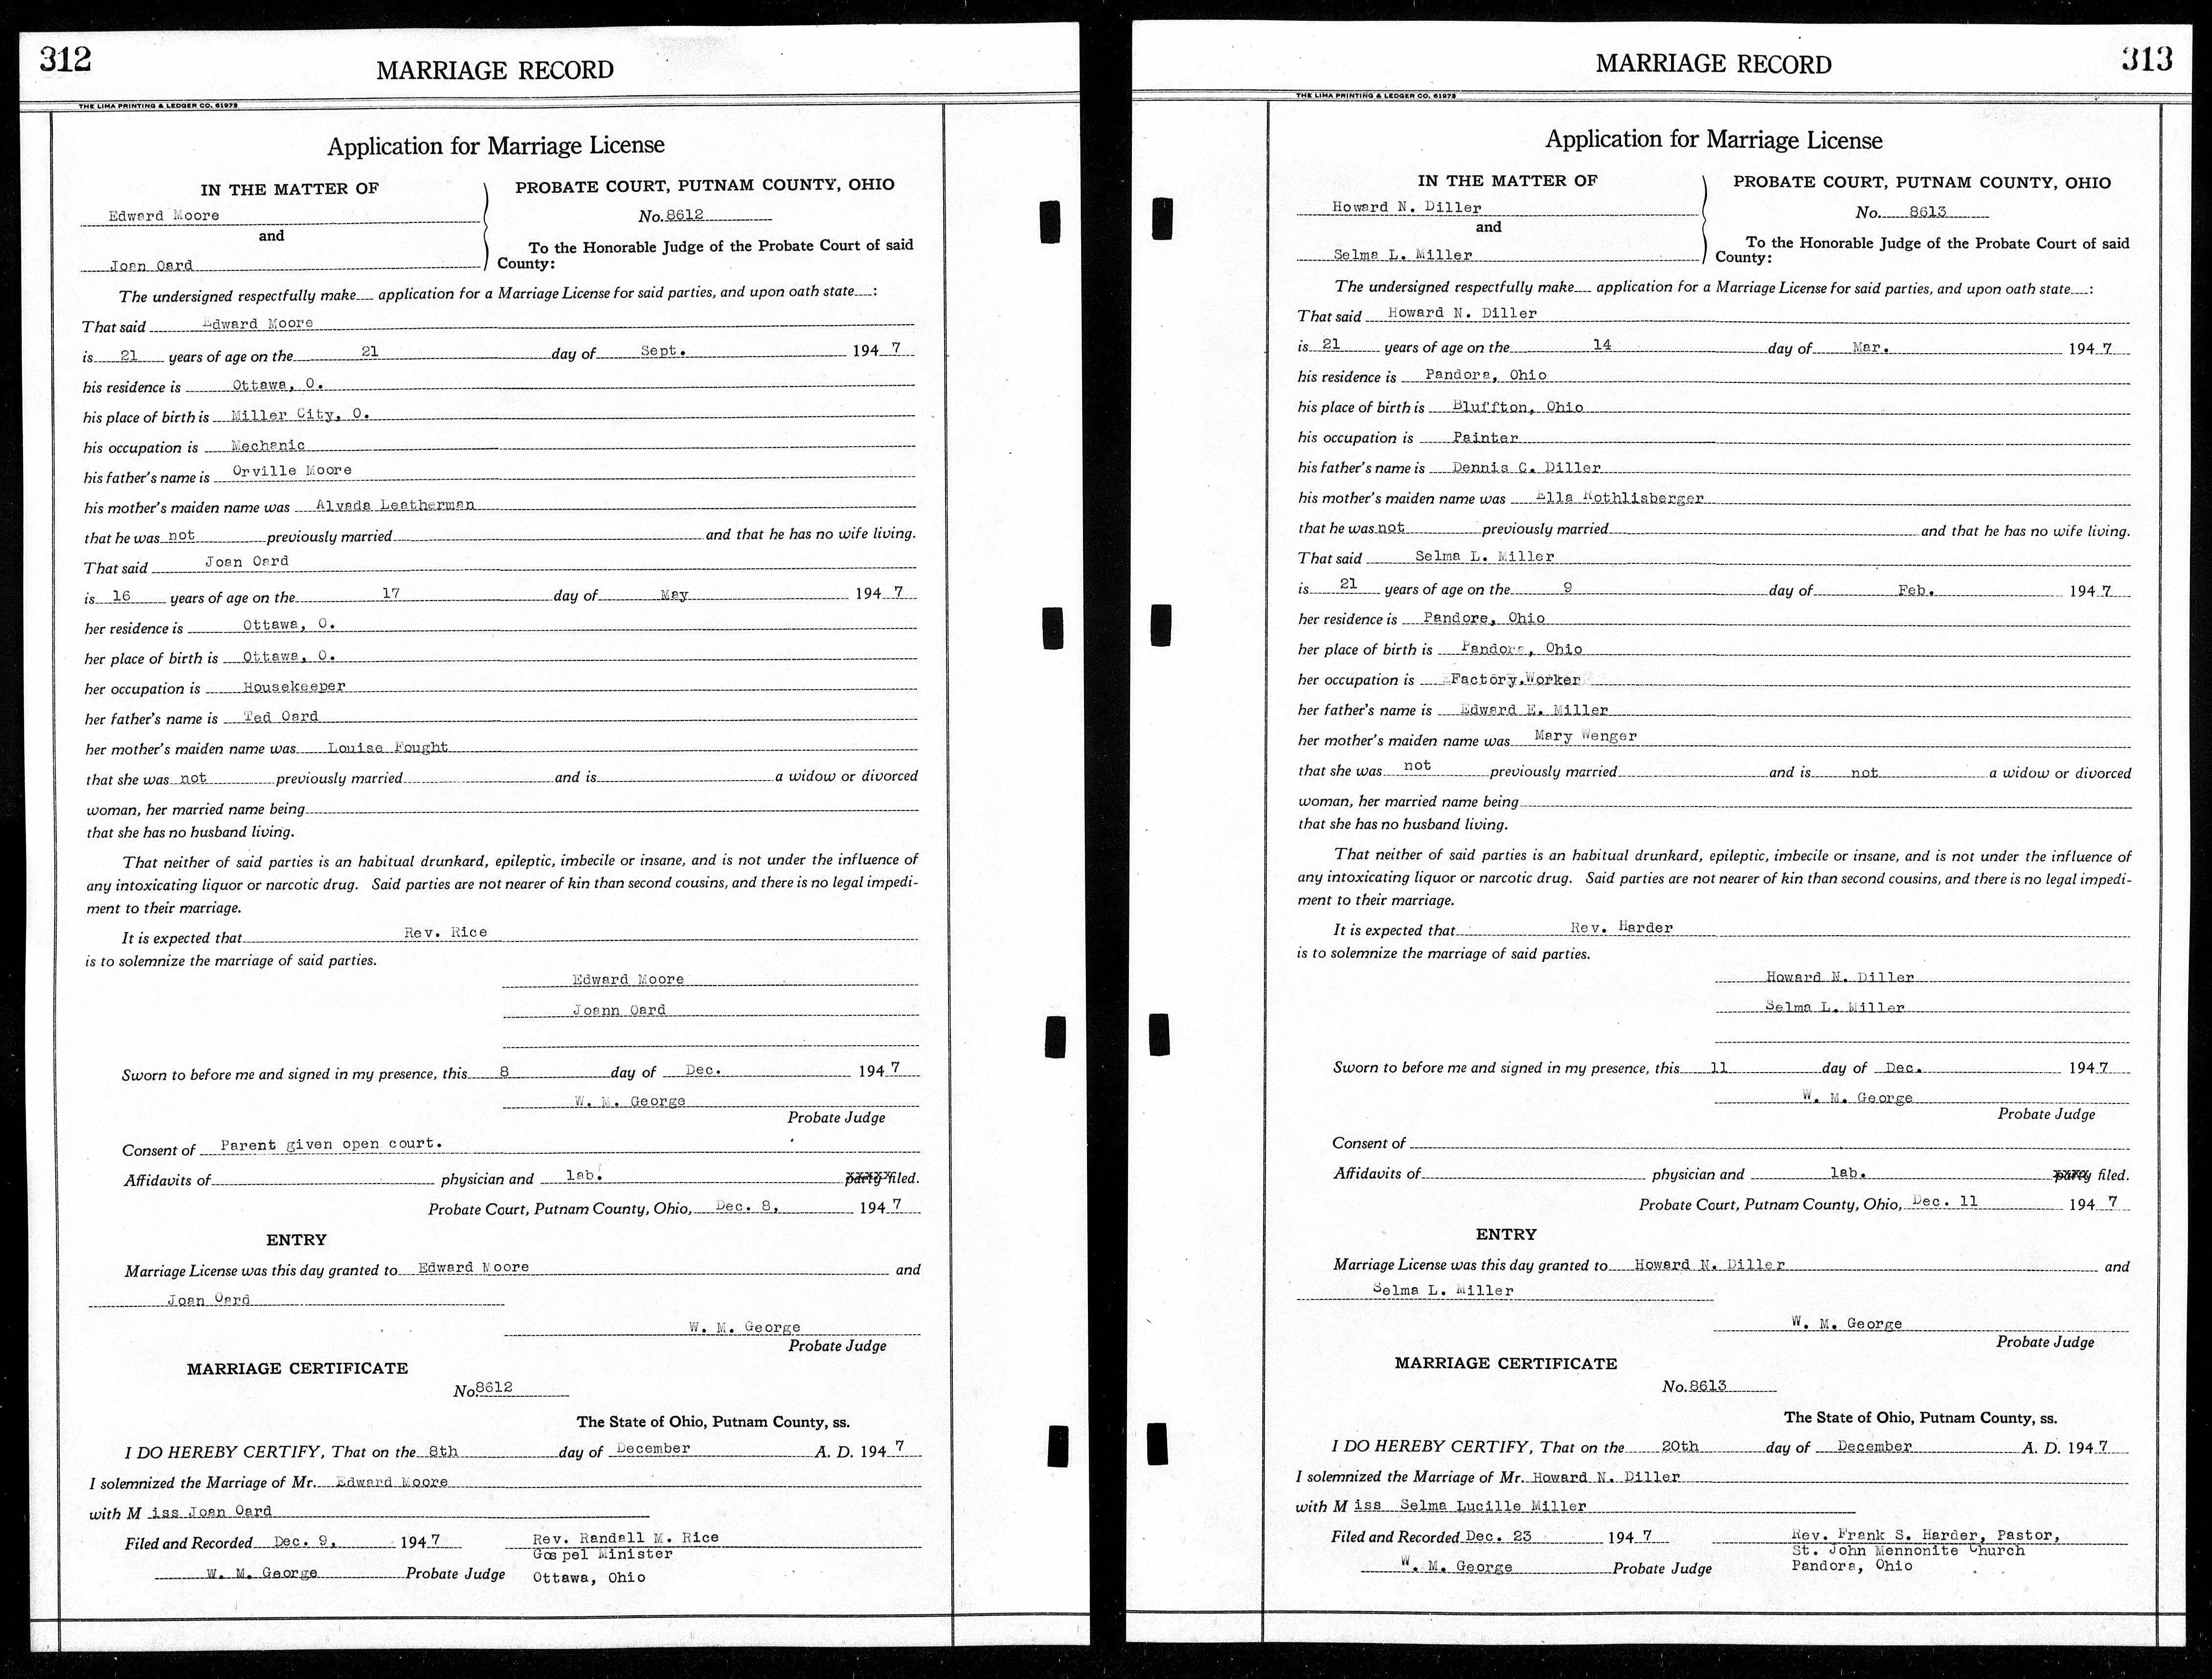 312
MARRIAGE RECORD
THE LIMA PRINTING & LEDGER CO. 61973
Application for Marriage License
IN THE MATTER OF
Edward Moore
and
Joan Oard
PROBATE COURT, PUTNAM COUNTY, OHIO
No. 8612
To the Honorable Judge of the Probate Court of said
County:
The undersigned respectfully make application for a Marriage License for said parties, and upon oath state :
That said Edward Moore
is 21 years of age on the 21 day of Sept. 194 7
his residence is Ottawa, O.
his place of birth is Miller City, O.
his occupation is Mechanic
his father's name is Orville Moore
his mother's maiden name was Alvada Leatherman
that he was not previously married and that he has no wife living.
That said Joan Oard
is 16 years of age on the 17 day of May 194 7
her residence is Ottawa, O.
her place of birth is Ottawa, O.
her occupation is Housekeeper
her father's name is Ted Oard
her mother's maiden name was Louise Fought
that she was not previously married and is a widow or divorced
woman, her married name being
that she has no husband living.
That neither of said parties is an habitual drunkard, epileptic, imbecile or insane, and is not under the influence of
any intoxicating liquor or narcotic drug. Said parties are not nearer of kin than second cousins, and there is no legal impedi-
ment to their marriage.
It is expected that Rev. Rice
is to solemnize the marriage of said parties.
Edward Moore
Joann Oard
Sworn to before me and signed in my presence, this 8 day of Dec. 194 7
W. M. George
Probate Judge
Consent of Parent given open court.
Affidavits of physician and lab. party filed.
Probate Court, Putnam County, Ohio, Dec. 8, 194 7
ENTRY
Marriage License was this day granted to Edward Moore and
Joan Oard
W. M. George
Probate Judge
MARRIAGE CERTIFICATE
No. 8612
The State of Ohio, Putnam County, ss.
I DO HEREBY CERTIFY, That on the 8th day of December A. D. 194 7
I solemnized the Marriage of Mr. Edward Moore
with M iss Joan Oard
Filed and Recorded Dec. 9, 194 7 Rev. Randall M. Rice
Gospel Minister
W. M. George Probate Judge Ottawa, Ohio
313
MARRIAGE RECORD
THE LIMA PRINTING & LEDGER CO. 61973
Application for Marriage License
IN THE MATTER OF
Howard N. Diller
and
Selma L. Miller
PROBATE COURT, PUTNAM COUNTY, OHIO
No. 8613
To the Honorable Judge of the Probate Court of said
County:
The undersigned respectfully make application for a Marriage License for said parties, and upon oath state :
That said Howard N. Diller
is 21 years of age on the 14 day of Mar. 194 7
his residence is Pandora, Ohio
his place of birth is Bluffton, Ohio
his occupation is Painter
his father's name is Dennis C. Diller
his mother's maiden name was Ella Rothlisberger
that he was not previously married and that he has no wife living.
That said Selma L. Miller
is 21 years of age on the 9 day of Feb. 194 7
her residence is Pandora, Ohio
her place of birth is Pandora, Ohio
her occupation is Factory Worker
her father's name is Edward E. Miller
her mother's maiden name was Mary Wenger
that she was not previously married and is not a widow or divorced
woman, her married name being
that she has no husband living.
That neither of said parties is an habitual drunkard, epileptic, imbecile or insane, and is not under the influence of
any intoxicating liquor or narcotic drug. Said parties are not nearer of kin than second cousins, and there is no legal impedi-
ment to their marriage.
It is expected that Rev. Harder
is to solemnize the marriage of said parties.
Howard N. Diller
Selma L. Miller
Sworn to before me and signed in my presence, this 11 day of Dec. 194 7
W. M. George
Probate Judge
Consent of
Affidavits of physician and lab. party filed.
Probate Court, Putnam County, Ohio, Dec. 11 194 7
ENTRY
Marriage License was this day granted to Howard N. Diller and
Selma L. Miller
W. M. George
Probate Judge
MARRIAGE CERTIFICATE
No. 8613
The State of Ohio, Putnam County, ss.
I DO HEREBY CERTIFY, That on the 20th day of December A. D. 194 7
I solemnized the Marriage of Mr. Howard N. Diller
with M iss Selma Lucille Miller
Filed and Recorded Dec. 23 194 7 Rev. Frank S. Harder, Pastor,
St. John Mennonite Church
W. M. George Probate Judge Pandora, Ohio